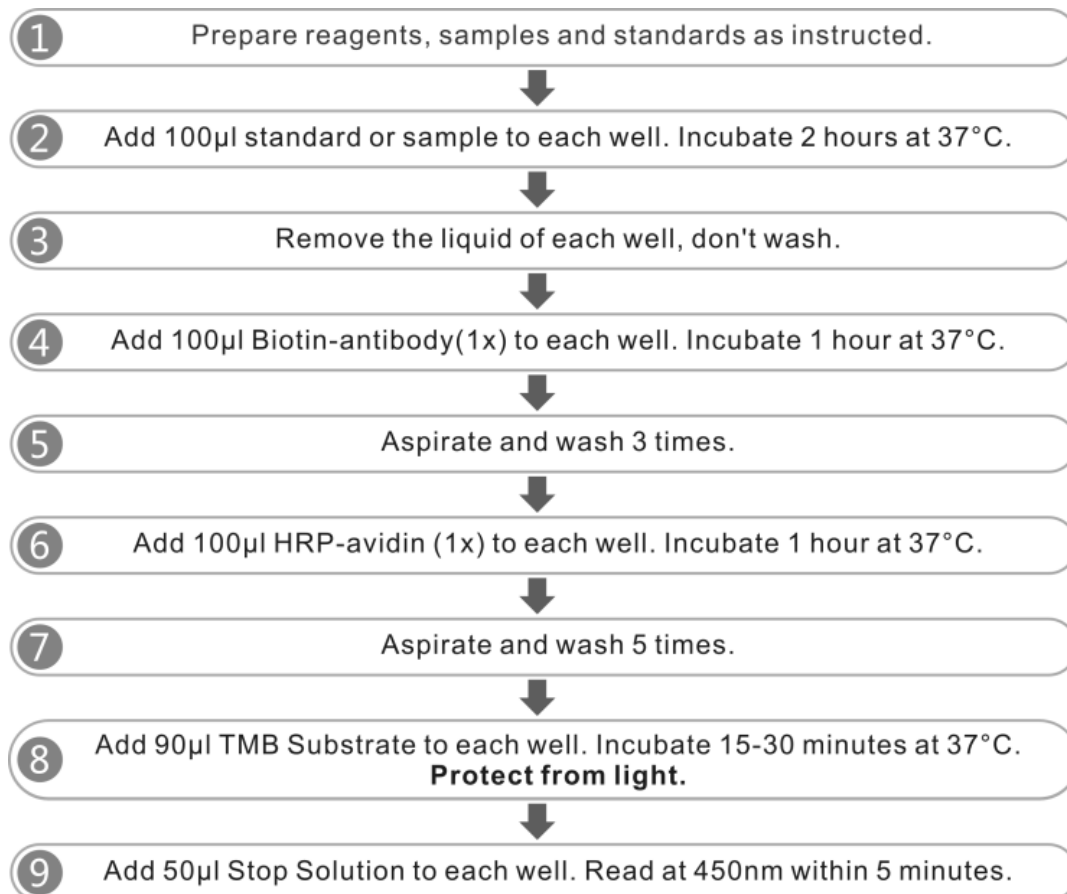 1
Prepare reagents, samples and standards as instructed.
2
Add 100µl standard or sample to each well. Incubate 2 hours at 37°C.
3
Remove the liquid of each well, don't wash.
4
Add 100µl Biotin-antibody(1x) to each well. Incubate 1 hour at 37°C.
5
Aspirate and wash 3 times.
6
Add 100µl HRP-avidin (1x) to each well. Incubate 1 hour at 37°C.
7
Aspirate and wash 5 times.
8
Add 90µl TMB Substrate to each well. Incubate 15-30 minutes at 37°C.
Protect from light.
9
Add 50µl Stop Solution to each well. Read at 450nm within 5 minutes.